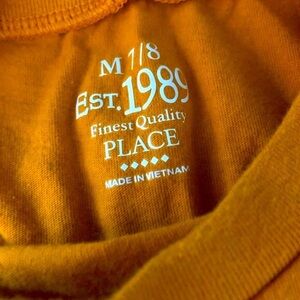 M 7/8
EST. 1989
Finest Quality
PLACE
MADE IN VIETNAM